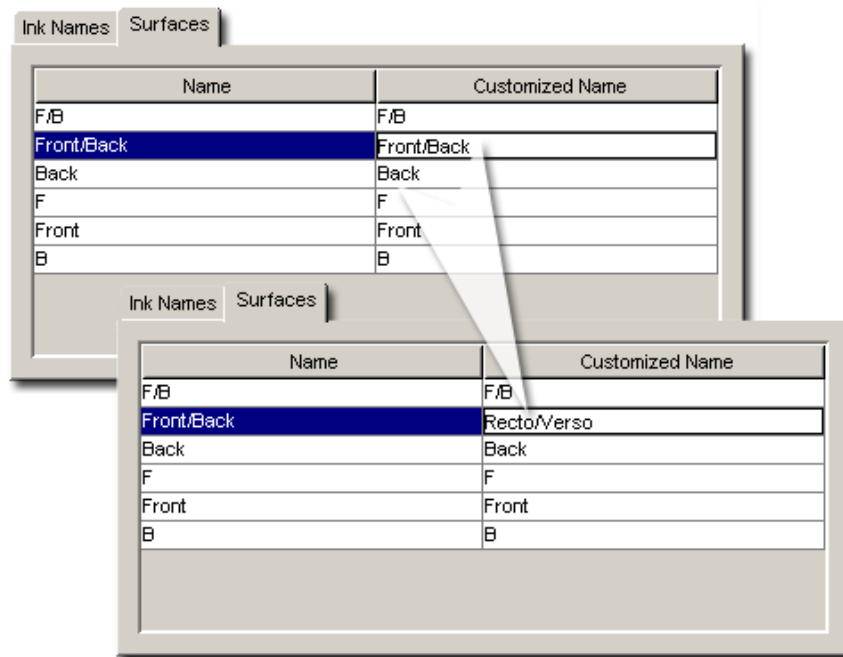 Ink Names Surfaces
Name Customized Name
F/B F/B
Front/Back Front/Back
Back Back
F F
Front Front
B B
Ink Names Surfaces
Name Customized Name
F/B F/B
Front/Back Recto/Verso
Back Back
F F
Front Front
B B